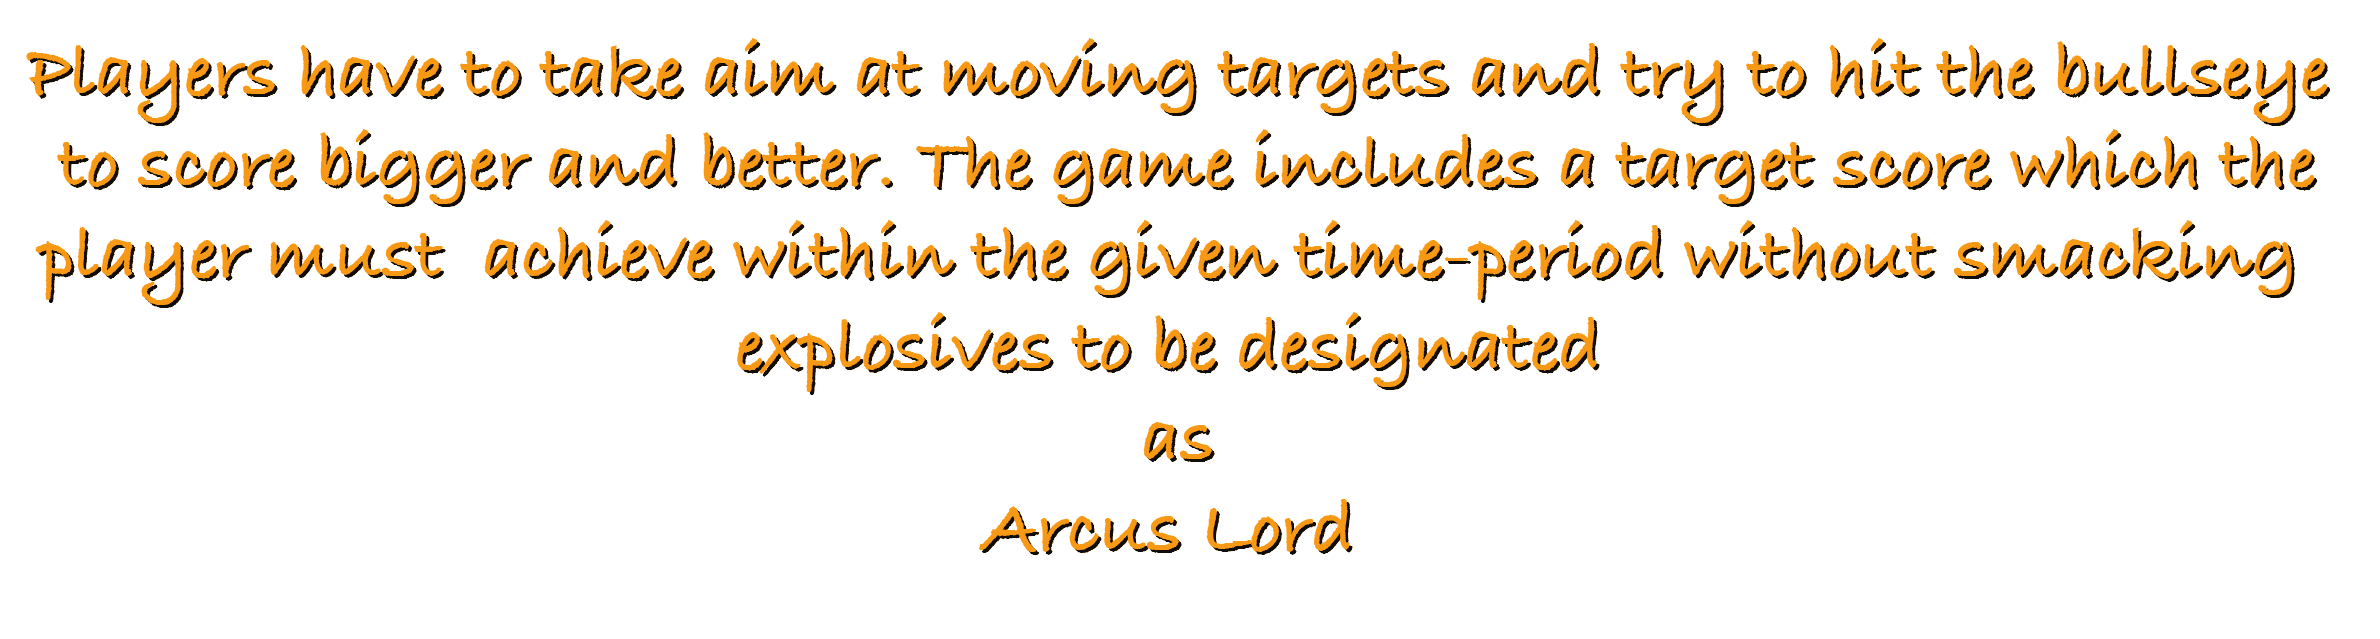 Players have to take aim at moving targets and try to hit the bullseye
to score bigger and better. The game includes a target score which the
player must  achieve within the given time-period without smacking
explosives to be designated
as
Arcus Lord